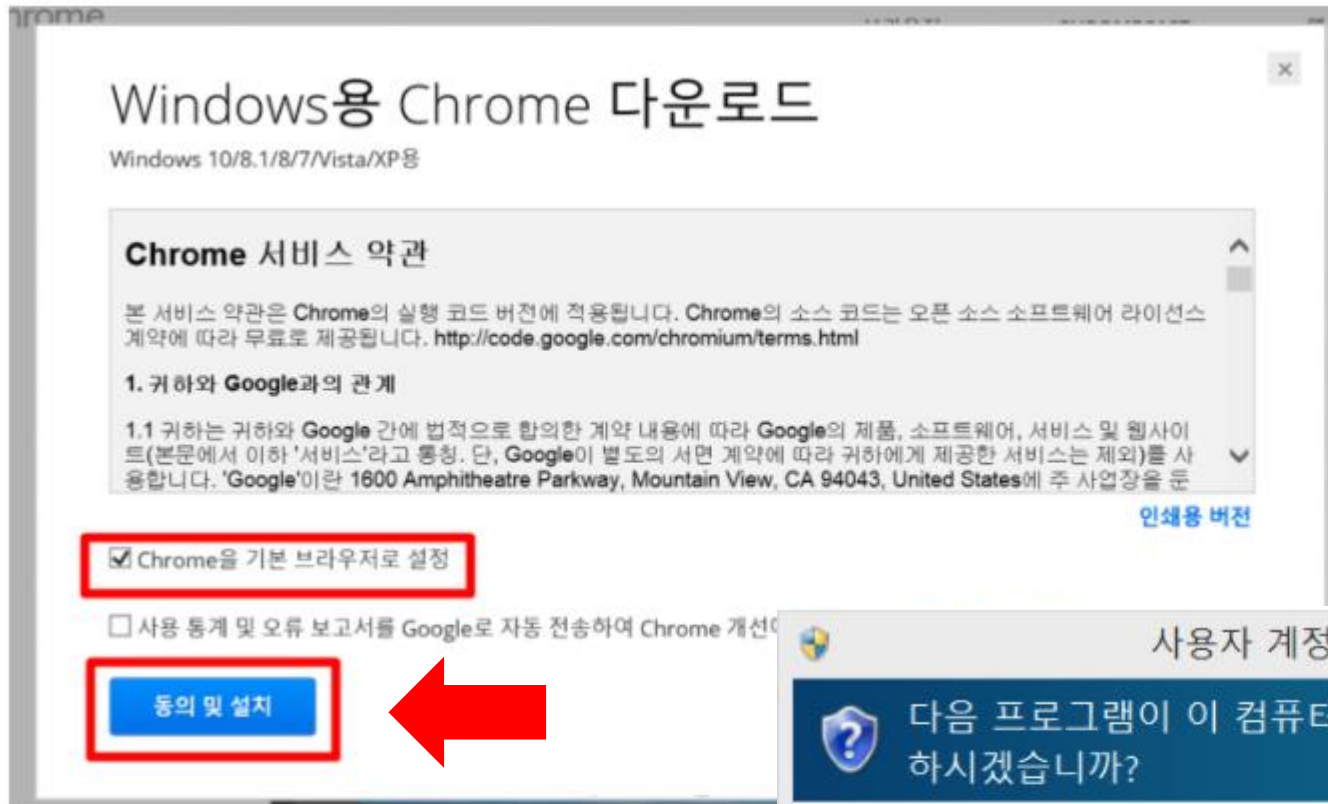 Windows용 Chrome 다운로드
Windows 10/8.1/8/7/Vista/XP용
Chrome 서비스 약관
본 서비스 약관은 Chrome의 실행 코드 버전에 적용됩니다. Chrome의 소스 코드는 오픈 소스 소프트웨어 라이선스
계약에 따라 무료로 제공됩니다. http://code.google.com/chromium/terms.html
1. 귀하와 Google과의 관계
1.1 귀하는 귀하와 Google 간에 법적으로 합의한 계약 내용에 따라 Google의 제품, 소프트웨어, 서비스 및 웹사이
트(본문에서 이하 '서비스'라고 통칭. 단, Google이 별도의 서면 계약에 따라 귀하에게 제공한 서비스는 제외)를 사
용합니다. 'Google'이란 1600 Amphitheatre Parkway, Mountain View, CA 94043, United States에 주 사업장을 둔
인쇄용 버전
Chrome을 기본 브라우저로 설정
사용 통계 및 오류 보고서를 Google로 자동 전송하여 Chrome
동의 및 설치
사용자 계정
다음 프로그램이 이 컴퓨터
하시겠습니까?